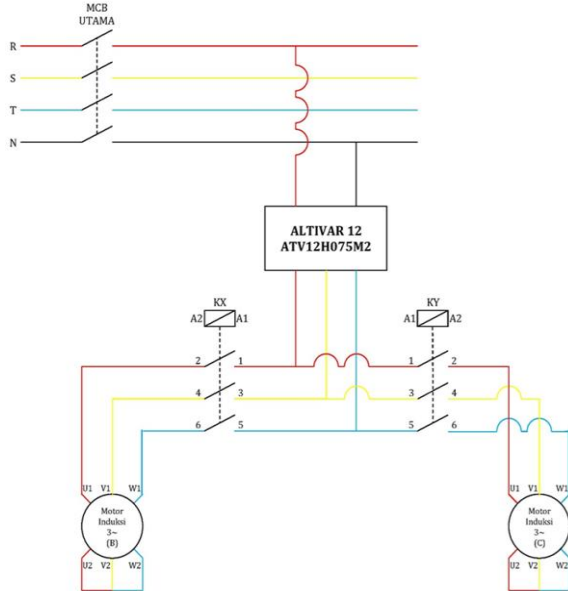 MCB
UTAMA
R
S
T
N
ALTIVAR 12
ATV12H075M2
KX
KY
A2 A1
A1 A2
2 1
1 2
4 3
3 4
6 5
5 6
U1 V1 W1
U1 V1 W1
Motor
Induksi
3~
(B)
Motor
Induksi
3~
(C)
U2 V2 W2
U2 V2 W2